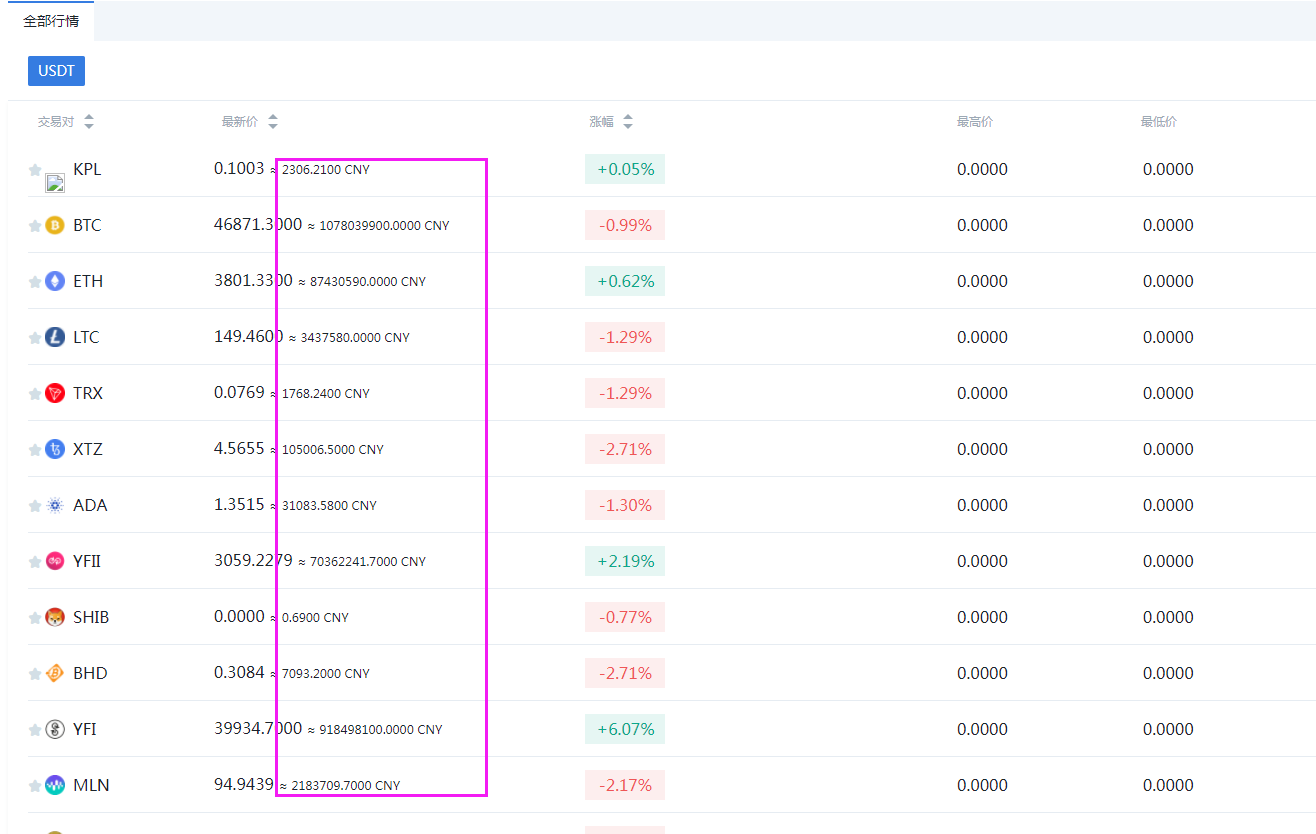 全部行情
USDT
交易对 最新价 涨幅 最高价 最低价
KPL 0.1003 ≈ 2306.2100 CNY +0.05% 0.0000 0.0000
BTC 46871.3000 ≈ 1078039900.0000 CNY -0.99% 0.0000 0.0000
ETH 3801.3300 ≈ 87430590.0000 CNY +0.62% 0.0000 0.0000
LTC 149.4600 ≈ 3437580.0000 CNY -1.29% 0.0000 0.0000
TRX 0.0769 ≈ 1768.2400 CNY -1.29% 0.0000 0.0000
XTZ 4.5655 ≈ 105006.5000 CNY -2.71% 0.0000 0.0000
ADA 1.3515 ≈ 31083.5800 CNY -1.30% 0.0000 0.0000
YFII 3059.2279 ≈ 70362241.7000 CNY +2.19% 0.0000 0.0000
SHIB 0.0000 ≈ 0.6900 CNY -0.77% 0.0000 0.0000
BHD 0.3084 ≈ 7093.2000 CNY -2.71% 0.0000 0.0000
YFI 39934.7000 ≈ 918498100.0000 CNY +6.07% 0.0000 0.0000
MLN 94.9439 ≈ 2183709.7000 CNY -2.17% 0.0000 0.0000